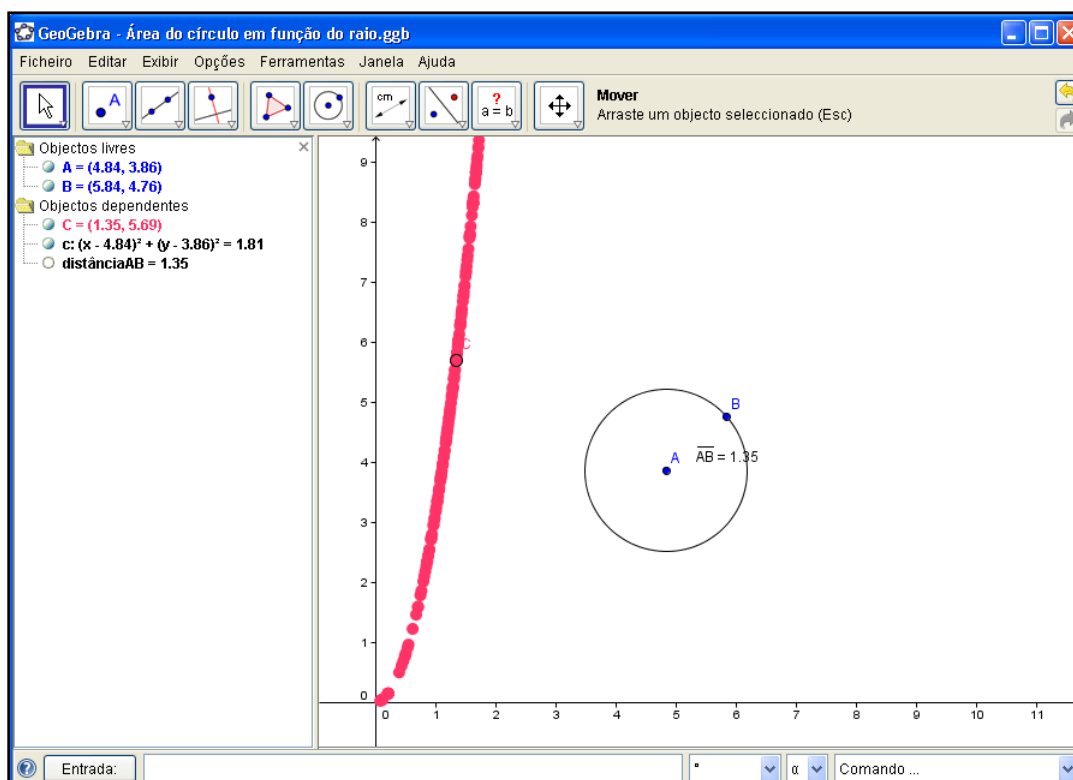 GeoGebra - Área do círculo em função do raio.ggb
Ficheiro Editar Exibir Opções Ferramentas Janela Ajuda
A
cm
?
a = b
Mover
Arraste um objecto seleccionado (Esc)
Objectos livres
A = (4.84, 3.86)
B = (5.84, 4.76)
Objectos dependentes
C = (1.35, 5.69)
c: (x - 4.84)² + (y - 3.86)² = 1.81
distânciaAB = 1.35
9
8
7
6
5
4
3
2
1
0
C
B
A
AB = 1.35
0 1 2 3 4 5 6 7 8 9 10 11
Entrada:
°
α
Comando ...